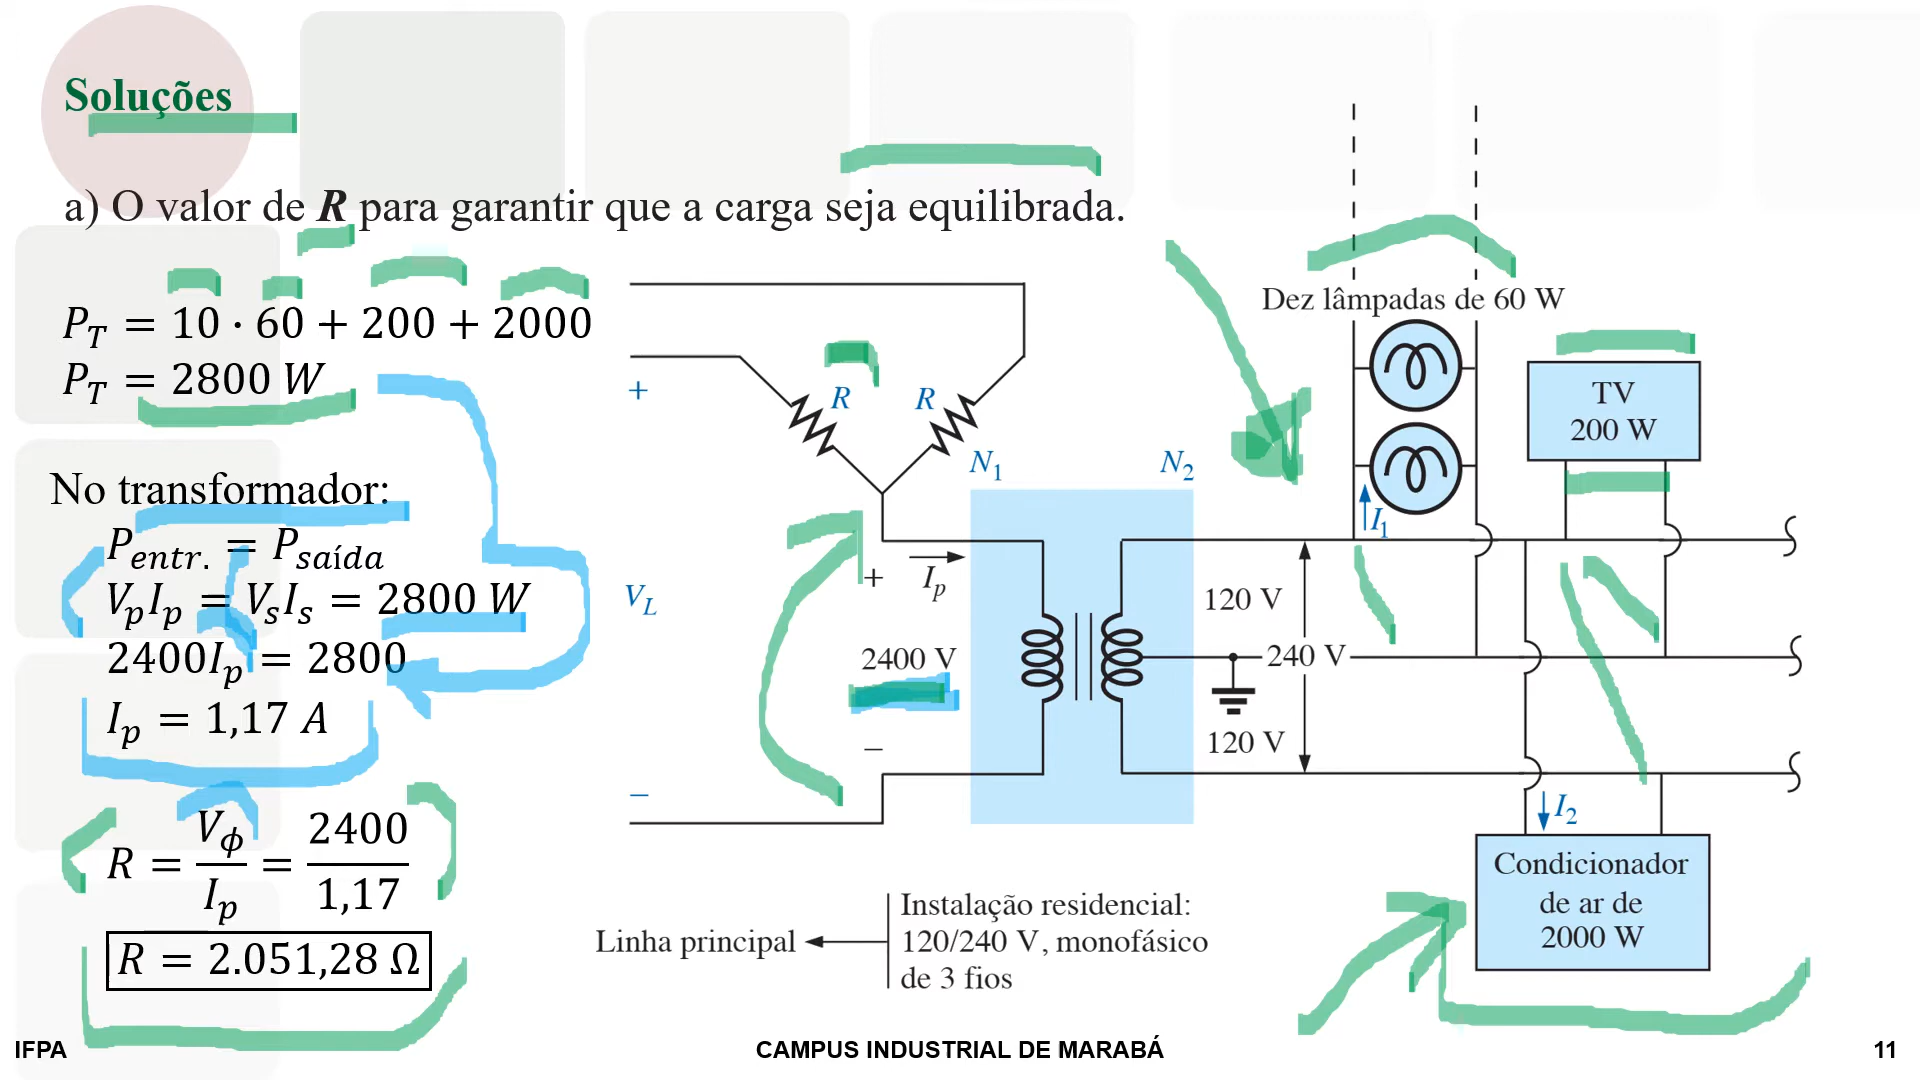 Soluções
a) O valor de R para garantir que a carga seja equilibrada.
P_T = 10 · 60 + 200 + 2000
P_T = 2800 W
No transformador:
P_entr. = P_saída
V_p I_p = V_s I_s = 2800 W
2400I_p = 2800
I_p = 1,17 A
R = V_ϕ / I_p = 2400 / 1,17
R = 2.051,28 Ω
+
V_L
−
R
R
N_1
N_2
+
I_p
2400 V
−
120 V
240 V
120 V
Dez lâmpadas de 60 W
I_1
TV
200 W
I_2
Condicionador
de ar de
2000 W
Linha principal
Instalação residencial:
120/240 V, monofásico
de 3 fios
IFPA
CAMPUS INDUSTRIAL DE MARABÁ
11